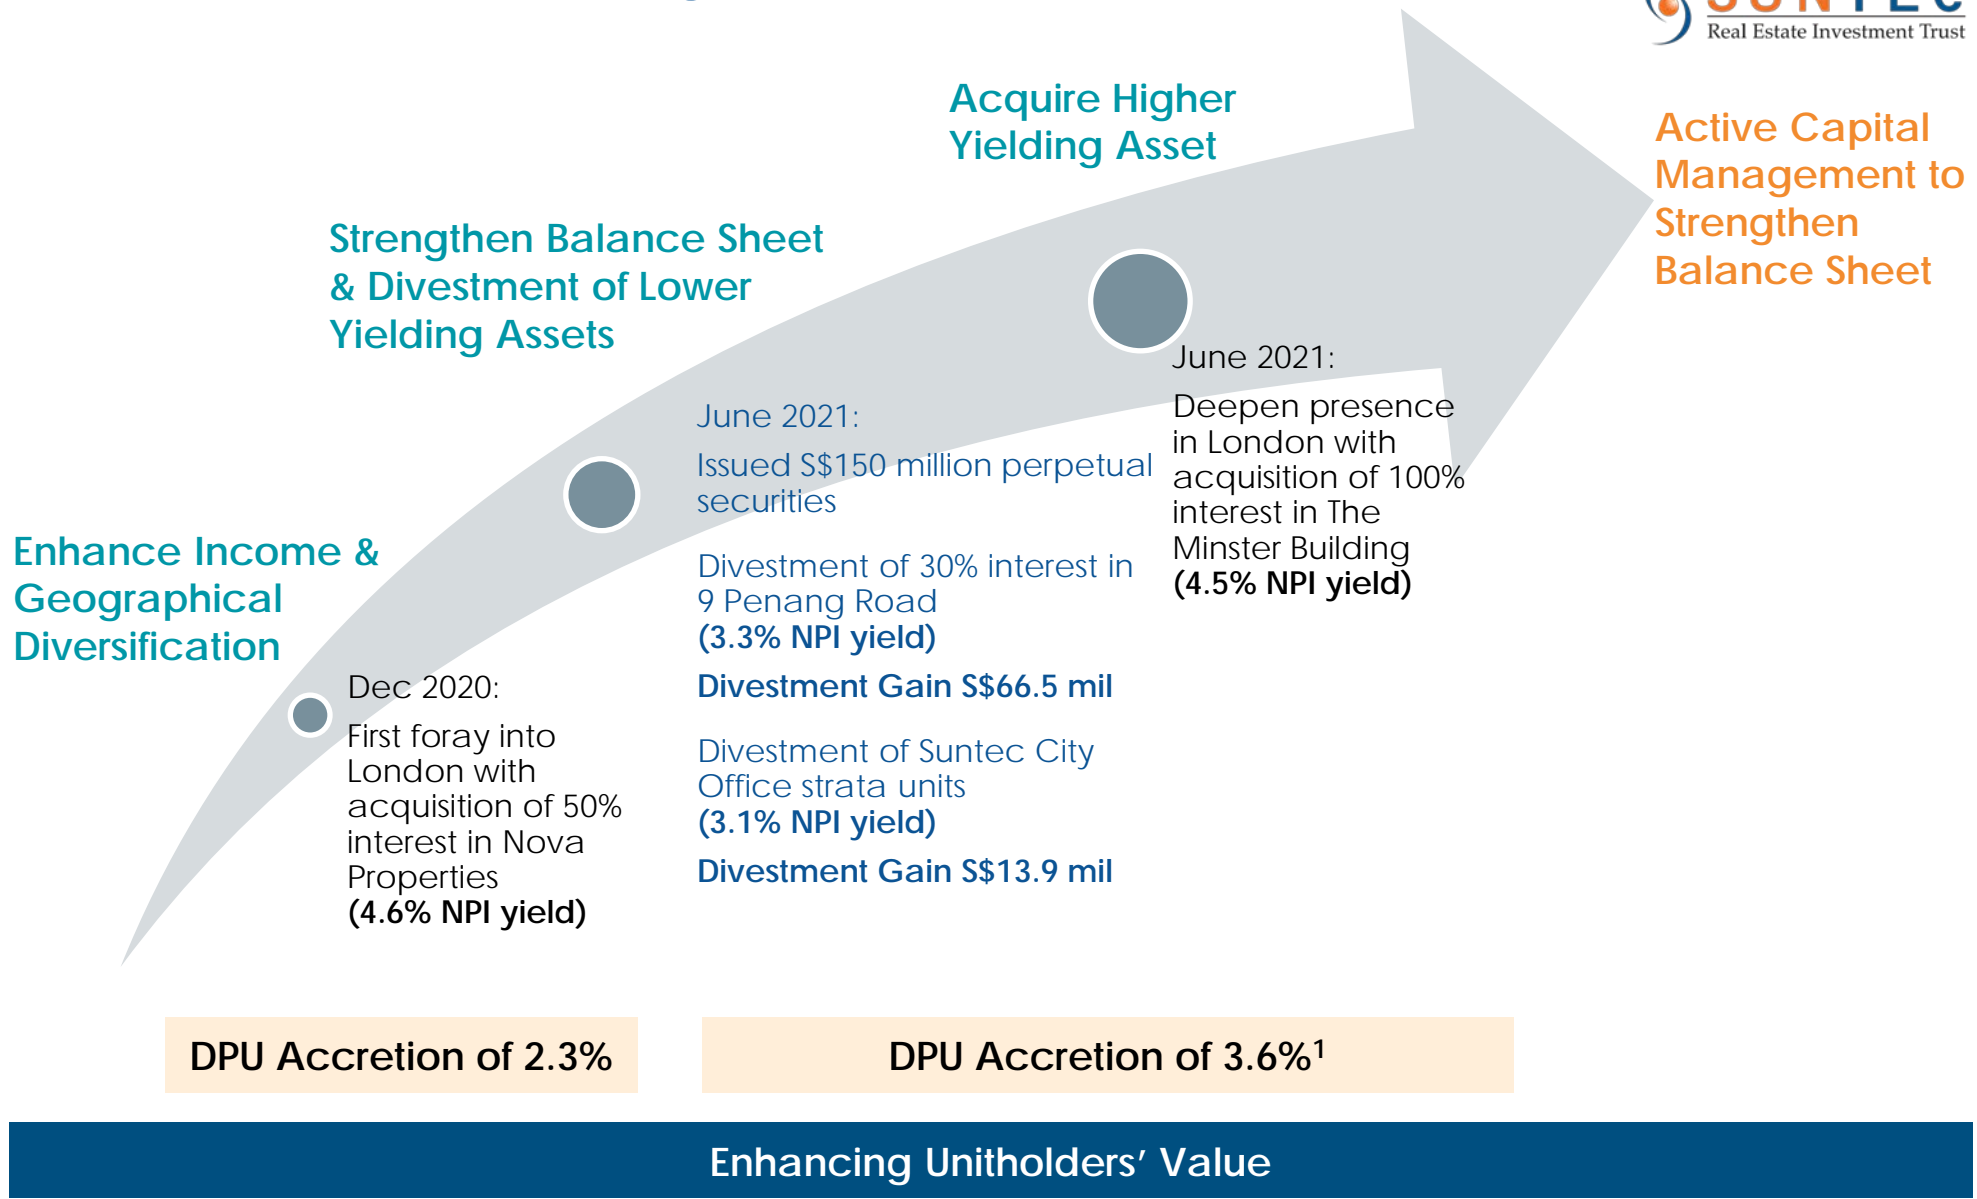 SUNTEC
Real Estate Investment Trust
Acquire Higher
Yielding Asset
Active Capital
Management to
Strengthen
Balance Sheet
Strengthen Balance Sheet
& Divestment of Lower
Yielding Assets
June 2021:
Deepen presence
in London with
acquisition of 100%
interest in The
Minster Building
(4.5% NPI yield)
June 2021:
Issued S$150 million perpetual
securities
Divestment of 30% interest in
9 Penang Road
(3.3% NPI yield)
Divestment Gain S$66.5 mil
Divestment of Suntec City
Office strata units
(3.1% NPI yield)
Divestment Gain S$13.9 mil
Enhance Income &
Geographical
Diversification
Dec 2020:
First foray into
London with
acquisition of 50%
interest in Nova
Properties
(4.6% NPI yield)
DPU Accretion of 2.3%
DPU Accretion of 3.6%¹
Enhancing Unitholders’ Value